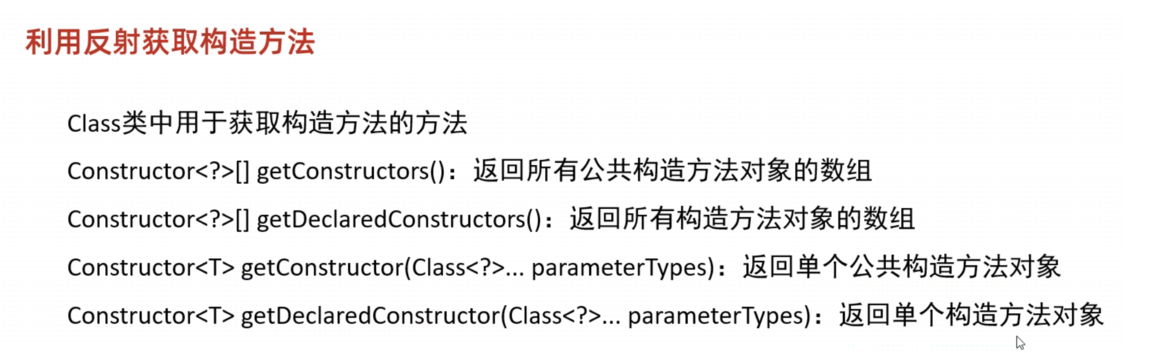 利用反射获取构造方法
Class类中用于获取构造方法的方法
Constructor<?>[] getConstructors()：返回所有公共构造方法对象的数组
Constructor<?>[] getDeclaredConstructors()：返回所有构造方法对象的数组
Constructor<T> getConstructor(Class<?>... parameterTypes)：返回单个公共构造方法对象
Constructor<T> getDeclaredConstructor(Class<?>... parameterTypes)：返回单个构造方法对象